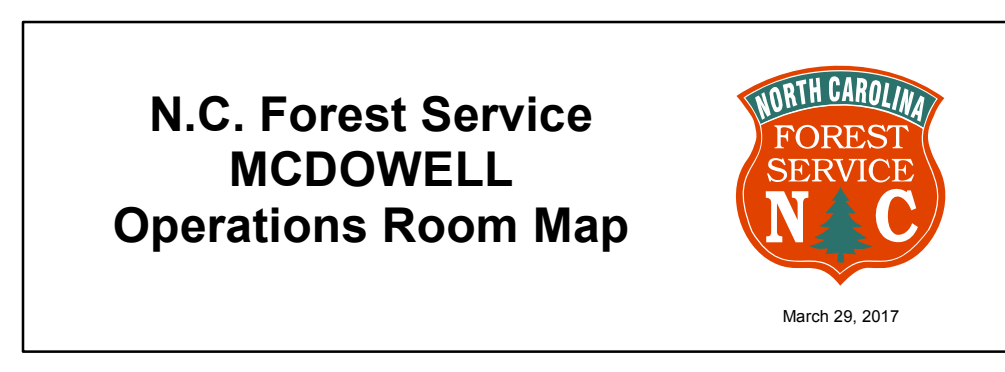 N.C. Forest Service
MCDOWELL
Operations Room Map
NORTH CAROLINA
FOREST
SERVICE
N C
March 29, 2017